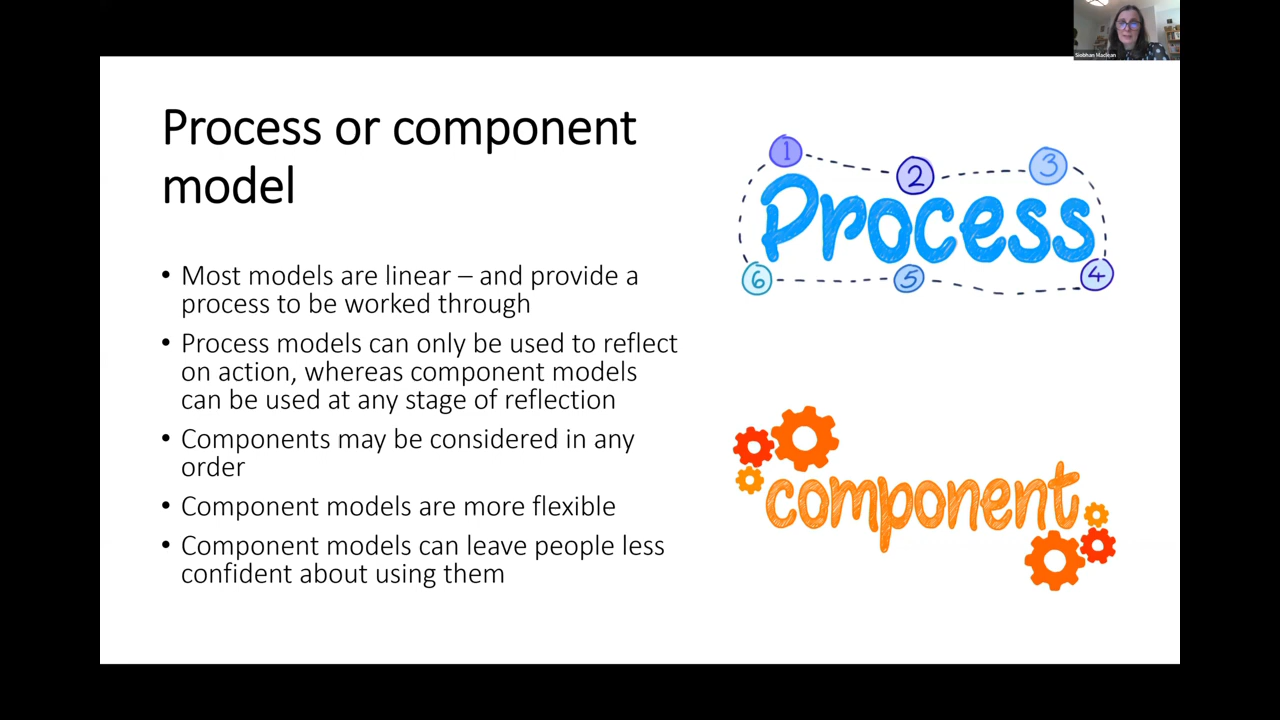 Siobhan Maclean
Process or component
model
• Most models are linear – and provide a
process to be worked through
• Process models can only be used to reflect
on action, whereas component models
can be used at any stage of reflection
• Components may be considered in any
order
• Component models are more flexible
• Component models can leave people less
confident about using them
1
2
3
Process
6
5
4
component